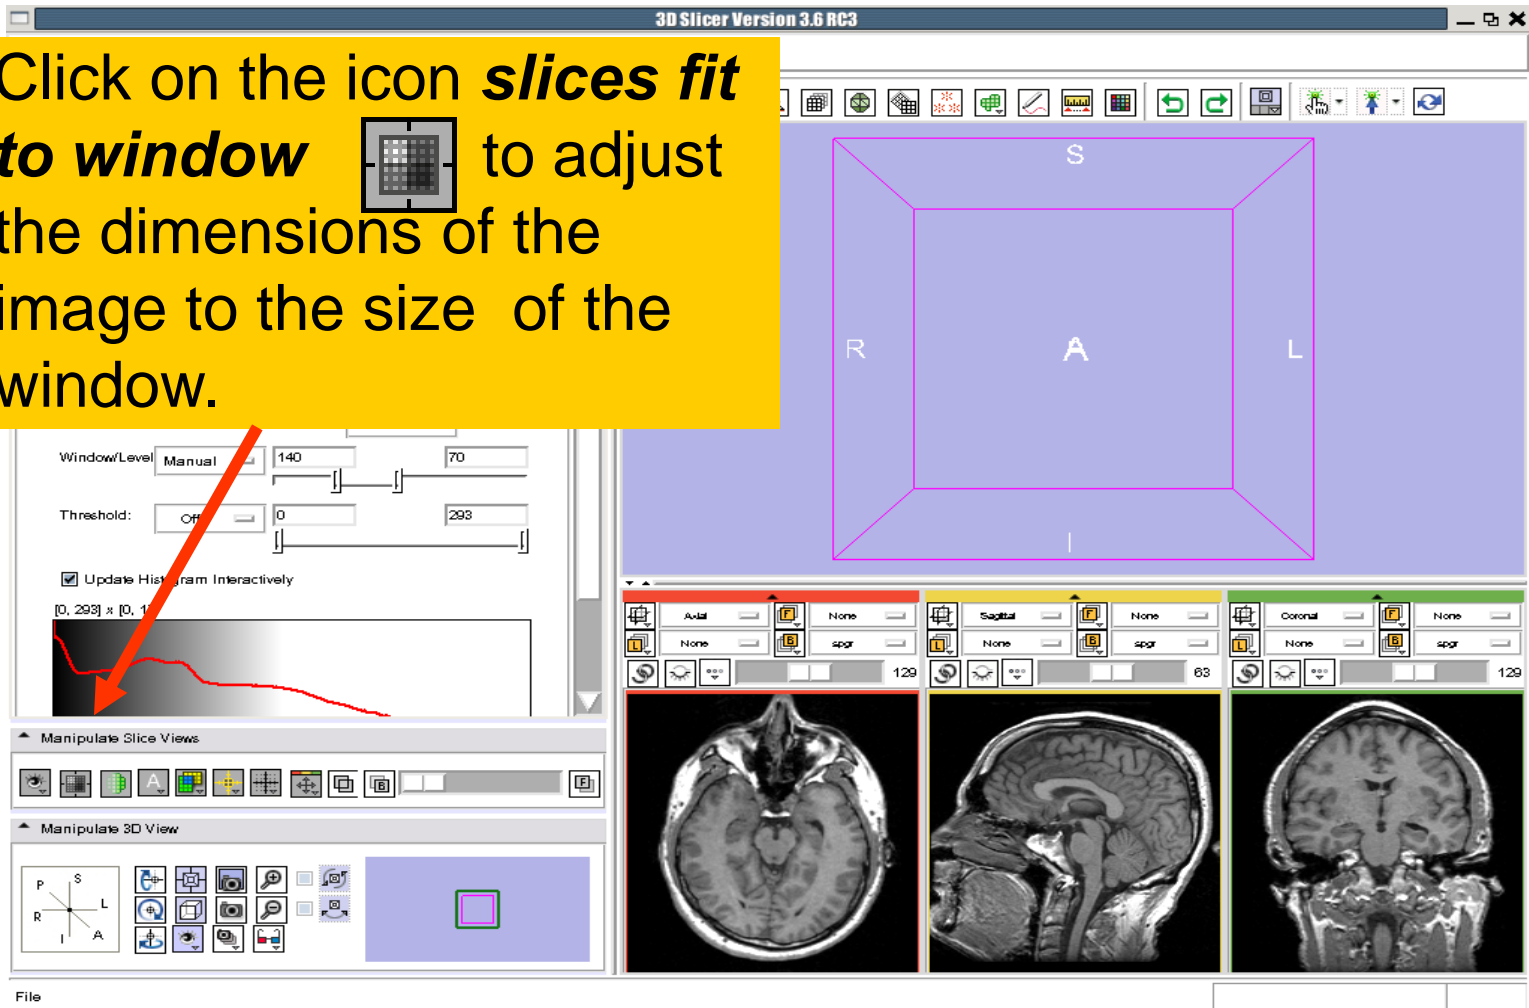 3D Slicer Version 3.6 RC3
Click on the icon slices fit
to window to adjust
the dimensions of the
image to the size of the
window.
S
R A L
I
Window/Level Manual 140 70
Threshold: Off 0 293
Update Histogram Interactively
[0, 293] x [0, 1
Axial F None
L None B spgr
129
Sagittal F None
L None B spgr
63
Coronal F None
L None B spgr
129
Manipulate Slice Views
A B F
Manipulate 3D View
P S
R L
I A
File